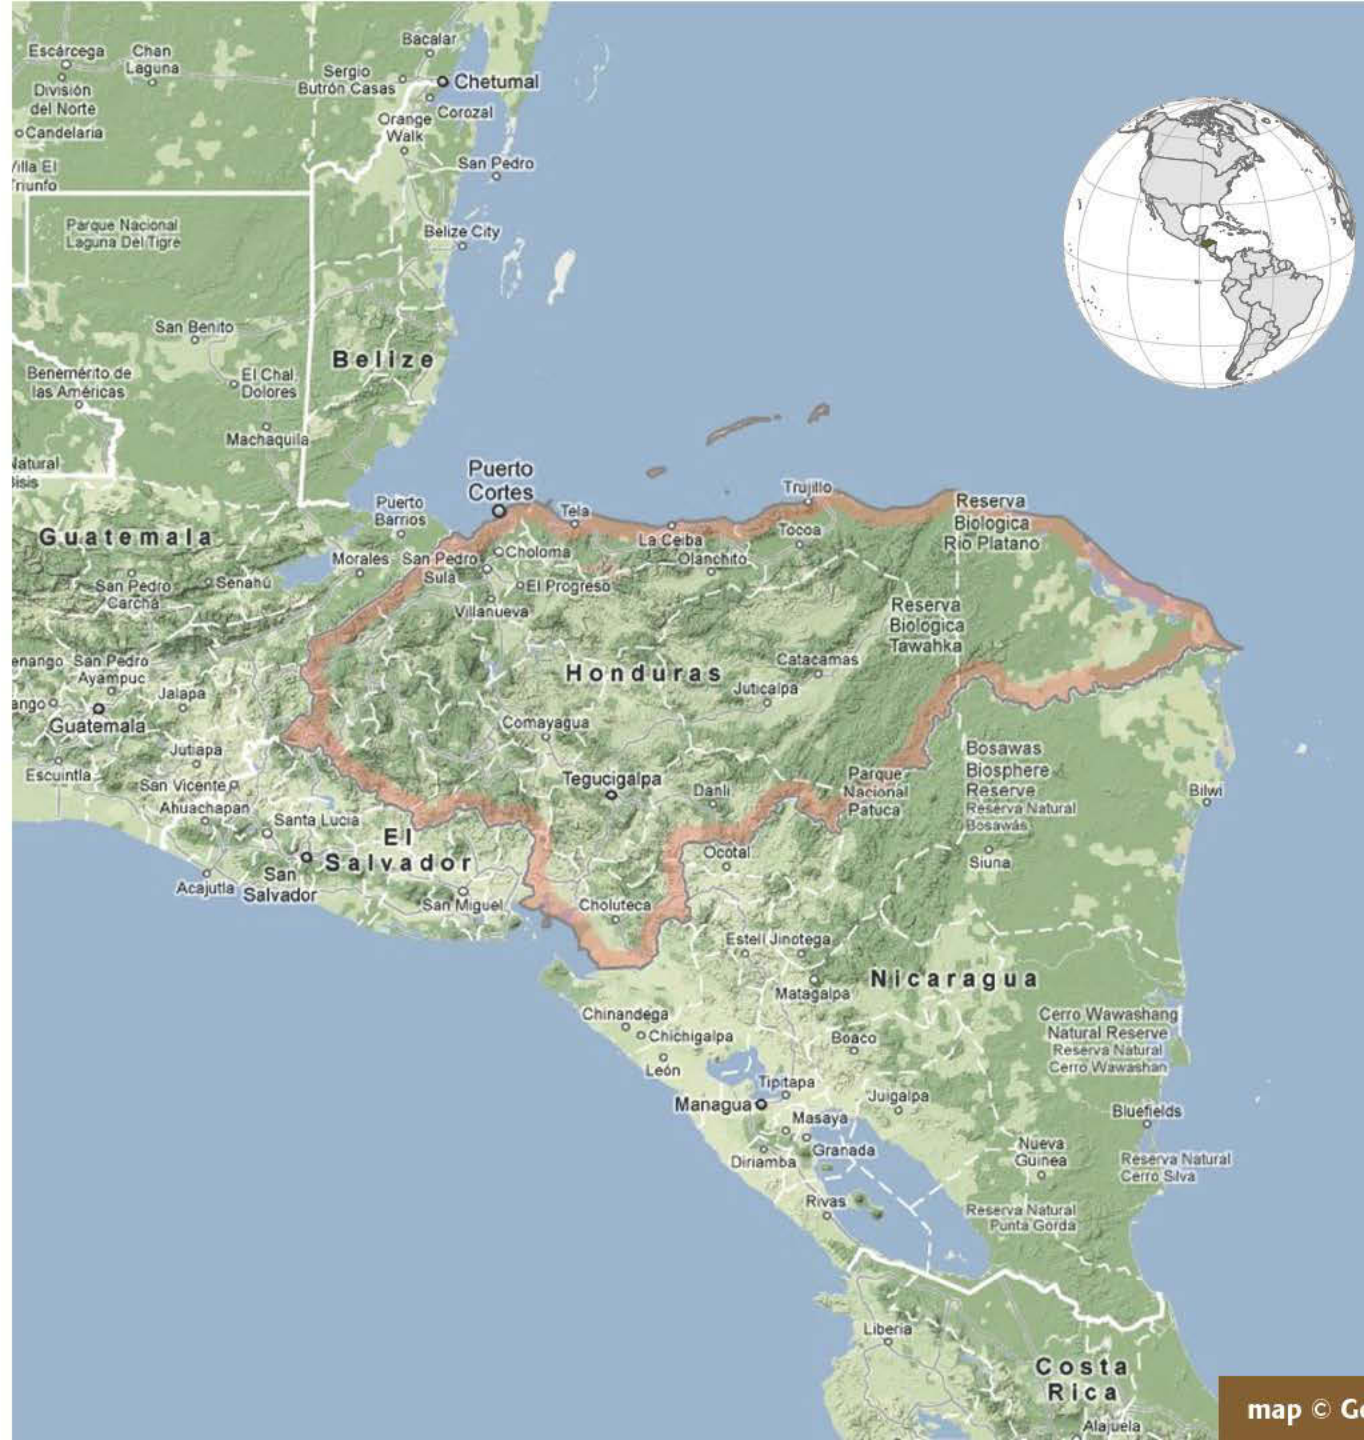 Bacalar
Escárcega
Chan
Laguna
Sergio
Butrón Casas
Chetumal
División
del Norte
Corozal
Orange
Walk
Candelaria
San Pedro
Villa El
Triunfo
Parque Nacional
Laguna Del Tigre
Belize City
San Benito
Belize
Benemérito de
las Américas
El Chal
Dolores
Machaquila
Natural
Puerto
Cortes
Trujillo
Reserva
Biologica
Rio Platano
Puerto
Barrios
Tela
La Ceiba
Tocoa
Guatemala
Morales
San Pedro
Sula
Choloma
Olanchito
San Pedro
Carcha
Senahú
El Progreso
Villanueva
Reserva
Biológica
Tawahka
San Pedro
Ayampuc
Honduras
Catacamas
Jalapa
Juticalpa
Guatemala
Comayagua
Jutiapa
Bosawas
Biosphere
Reserve
Reserva Natural
Bosawás
Escuintla
San Vicente
Tegucigalpa
Danlí
Parque
Nacional
Patuca
Bilwi
Ahuachapan
Santa Lucia
El
Salvador
Ocotal
Siuna
Acajutla
San
Salvador
San Miguel
Choluteca
Estelí
Jinotega
Nicaragua
Matagalpa
Chinandega
Chichigalpa
Cerro Wawashang
Natural Reserve
Reserva Natural
Cerro Wawashan
Boaco
León
Tipitapa
Managua
Juigalpa
Masaya
Bluefields
Granada
Diriamba
Nueva
Guinea
Reserva Natural
Cerro Silva
Rivas
Reserva Natural
Punta Gorda
Liberia
Costa
Rica
Alajuela
map ©